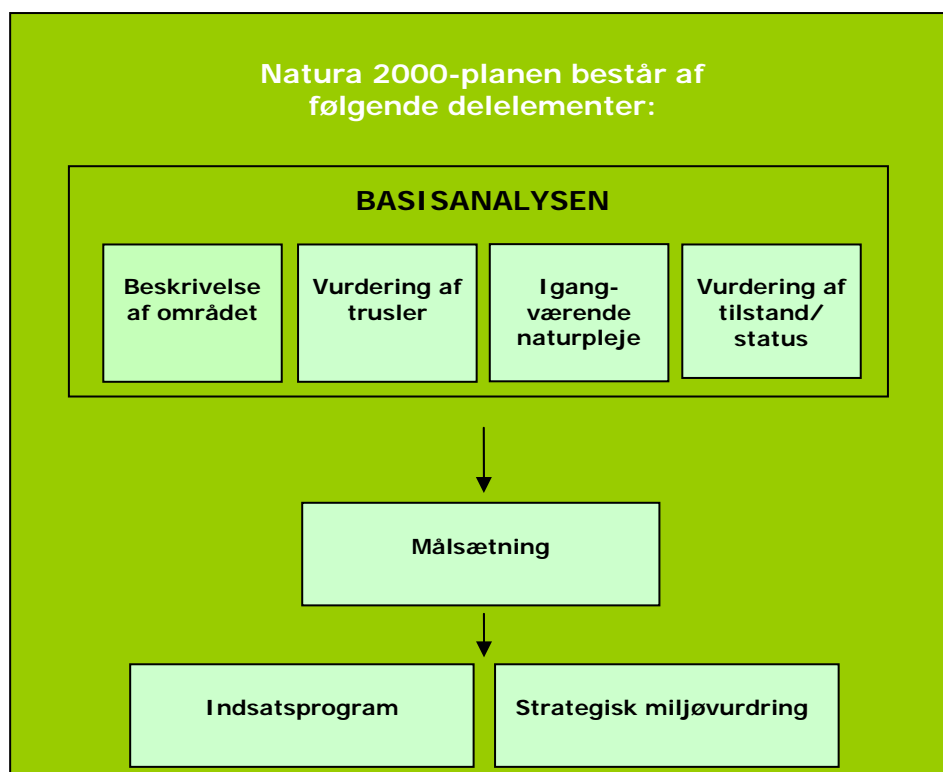 Natura 2000-planen består af
følgende delelementer:
BASISANALYSEN
Beskrivelse
af området
Vurdering af
trusler
Igang-
værende
naturpleje
Vurdering af
tilstand/
status
Målsætning
Indsatsprogram
Strategisk miljøvurdring